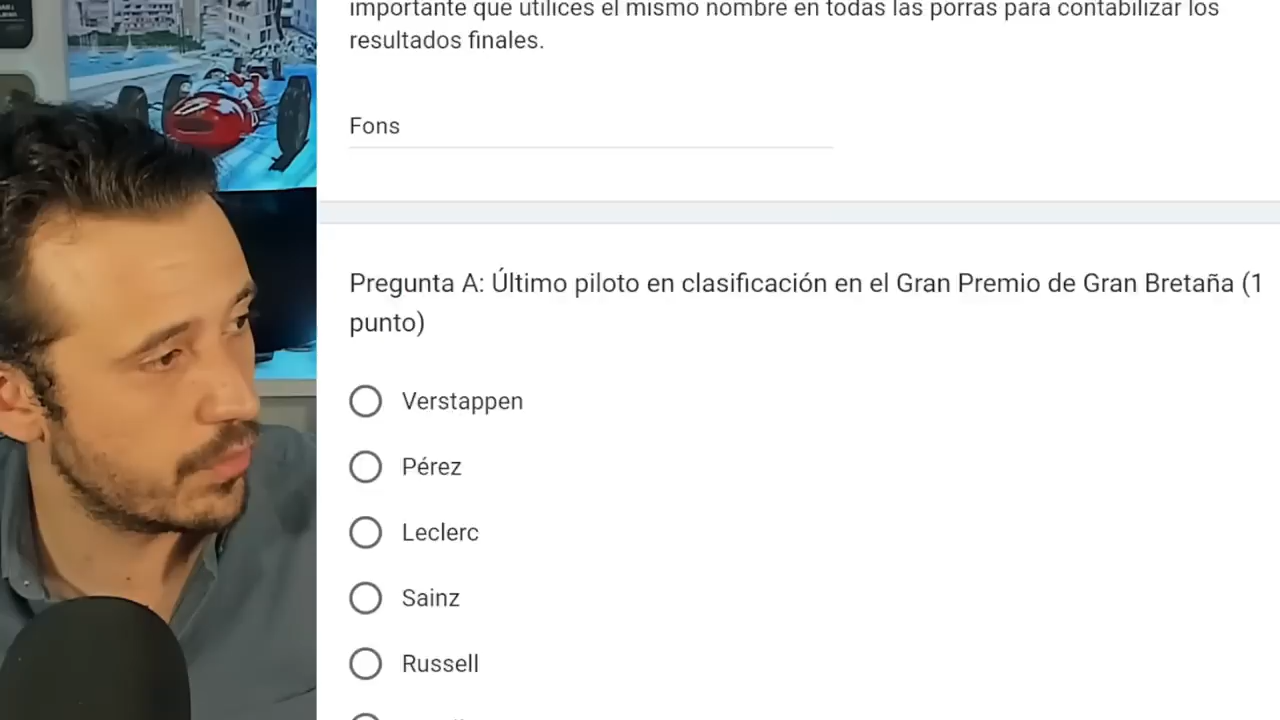 importante que utilices el mismo nombre en todas las porras para contabilizar los
resultados finales.
Fons
Pregunta A: Último piloto en clasificación en el Gran Premio de Gran Bretaña (1
punto)
Verstappen
Pérez
Leclerc
Sainz
Russell